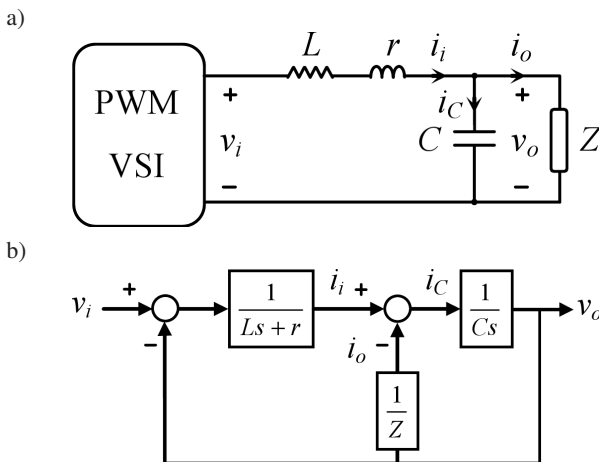 a)
L r i_i i_o
PWM
VSI
+ v_i −
i_C
C
+ v_o −
Z
b)
v_i + − 1/(Ls + r) i_i + − i_C 1/(Cs) v_o
i_o
1/Z